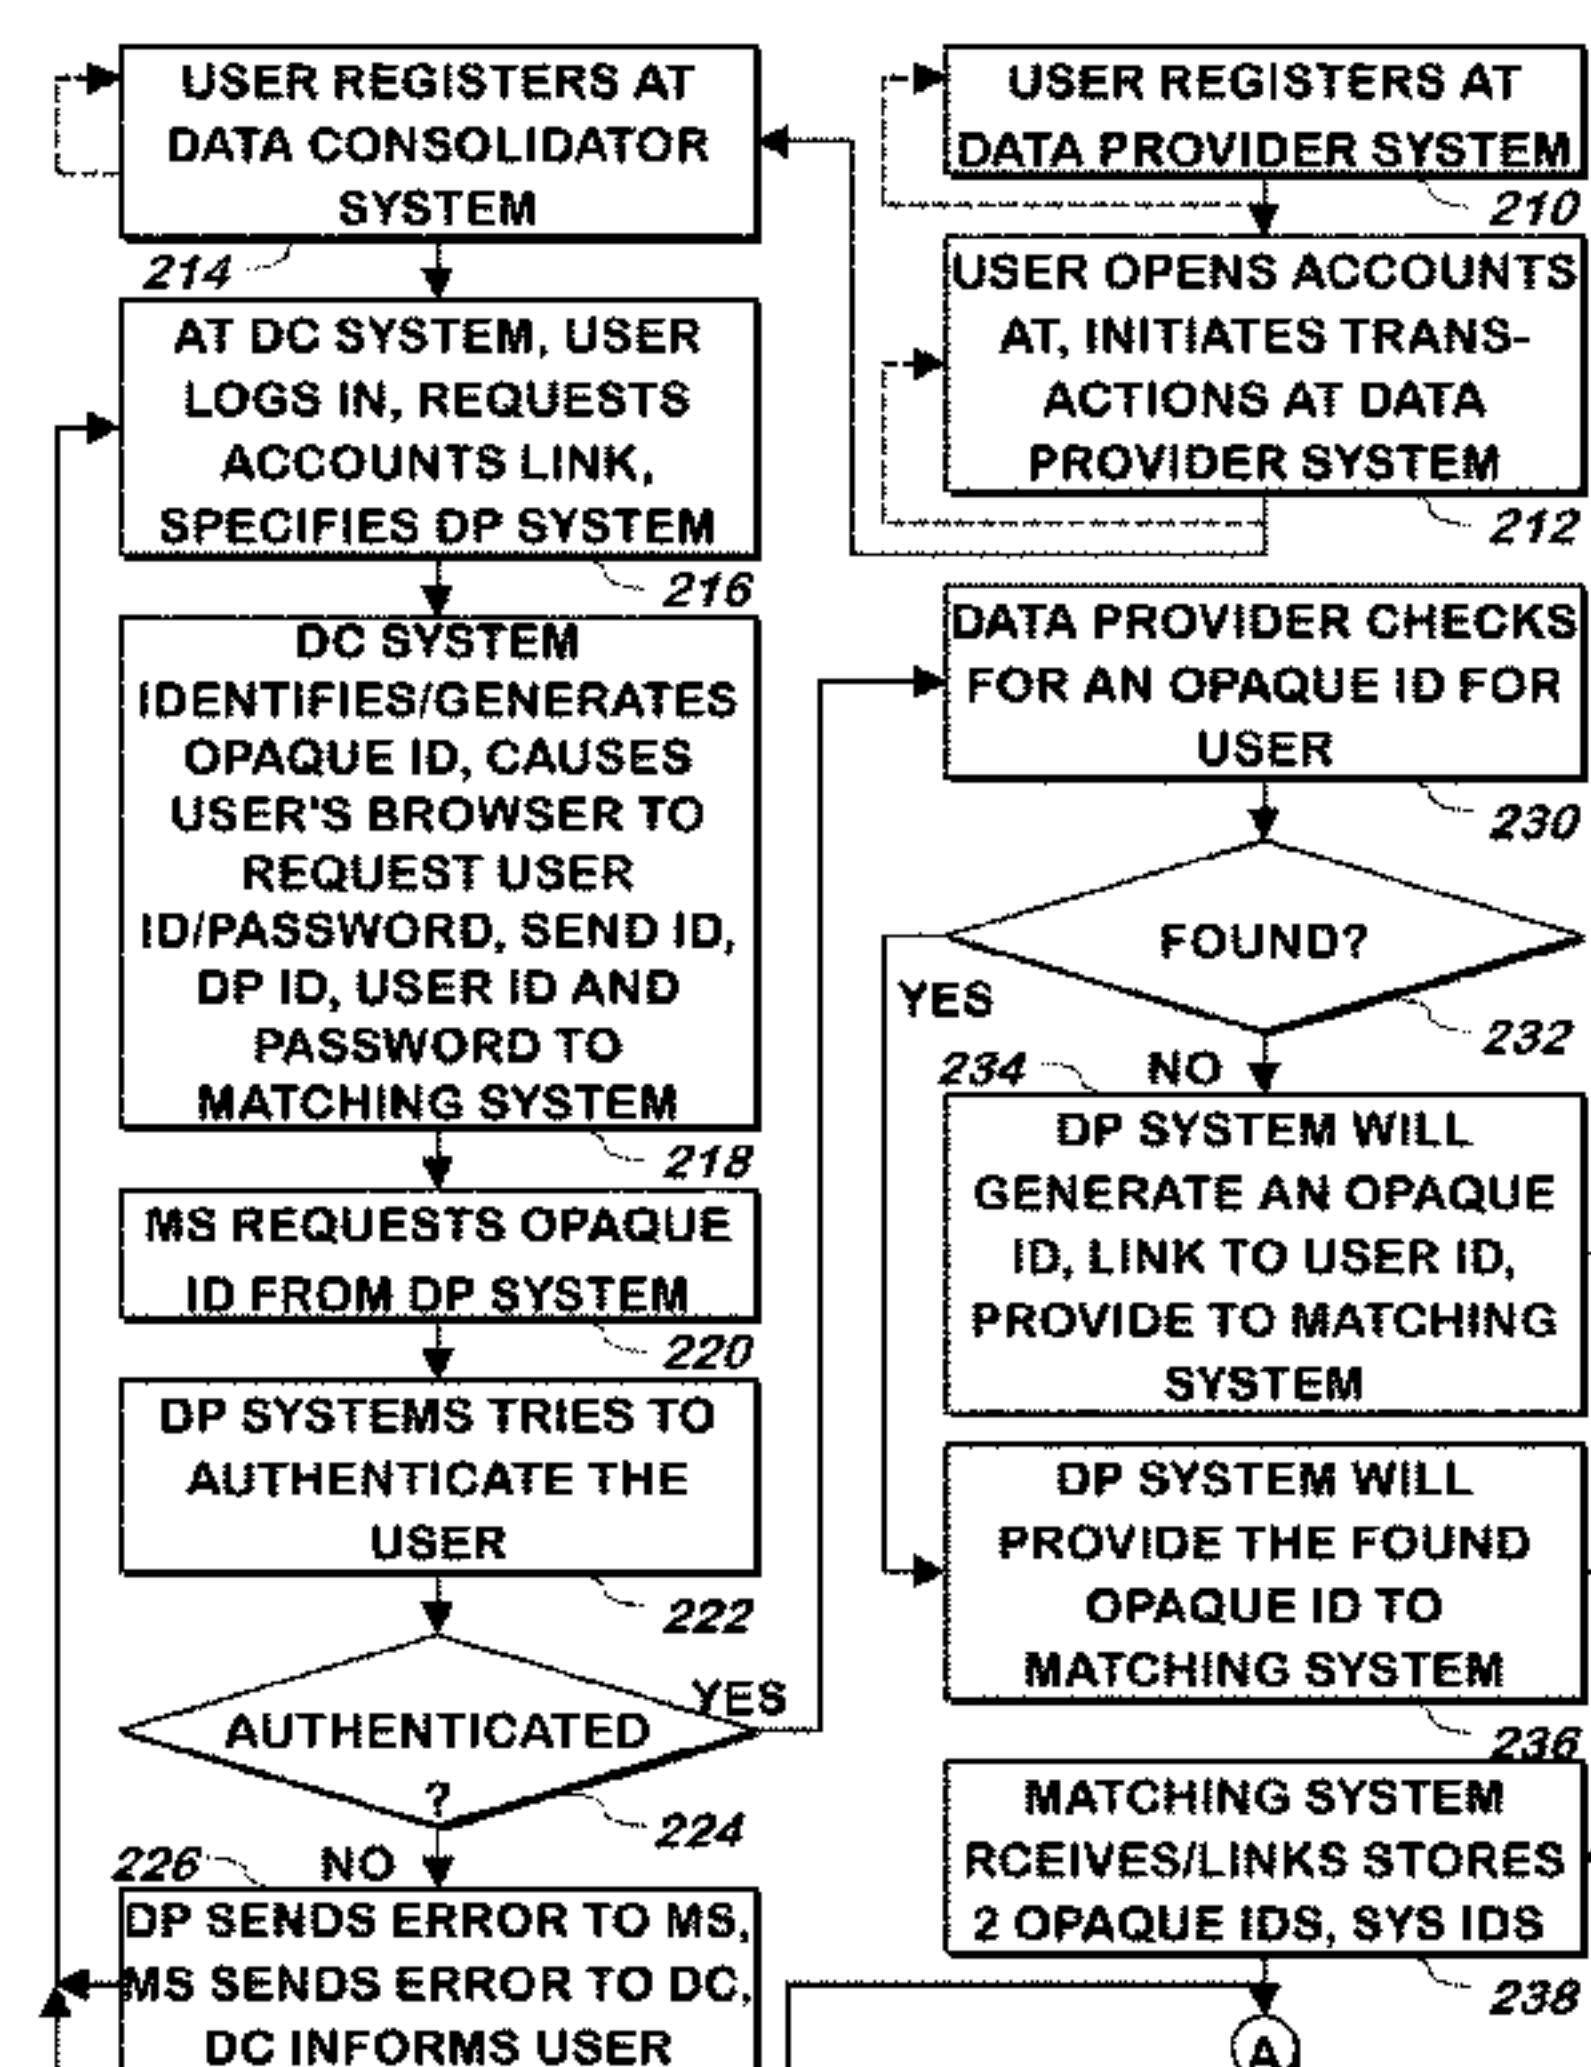 USER REGISTERS AT
DATA CONSOLIDATOR
SYSTEM
214
AT DC SYSTEM, USER
LOGS IN, REQUESTS
ACCOUNTS LINK,
SPECIFIES DP SYSTEM
216
DC SYSTEM
IDENTIFIES/GENERATES
OPAQUE ID, CAUSES
USER'S BROWSER TO
REQUEST USER
ID/PASSWORD, SEND ID,
DP ID, USER ID AND
PASSWORD TO
MATCHING SYSTEM
218
MS REQUESTS OPAQUE
ID FROM DP SYSTEM
220
DP SYSTEMS TRIES TO
AUTHENTICATE THE
USER
222
AUTHENTICATED
?
YES
224
NO
226
DP SENDS ERROR TO MS,
MS SENDS ERROR TO DC,
DC INFORMS USER
USER REGISTERS AT
DATA PROVIDER SYSTEM
210
USER OPENS ACCOUNTS
AT, INITIATES TRANS-
ACTIONS AT DATA
PROVIDER SYSTEM
212
DATA PROVIDER CHECKS
FOR AN OPAQUE ID FOR
USER
230
FOUND?
YES
232
234
NO
DP SYSTEM WILL
GENERATE AN OPAQUE
ID, LINK TO USER ID,
PROVIDE TO MATCHING
SYSTEM
DP SYSTEM WILL
PROVIDE THE FOUND
OPAQUE ID TO
MATCHING SYSTEM
236
MATCHING SYSTEM
RCEIVES/LINKS STORES
2 OPAQUE IDS, SYS IDS
238
A